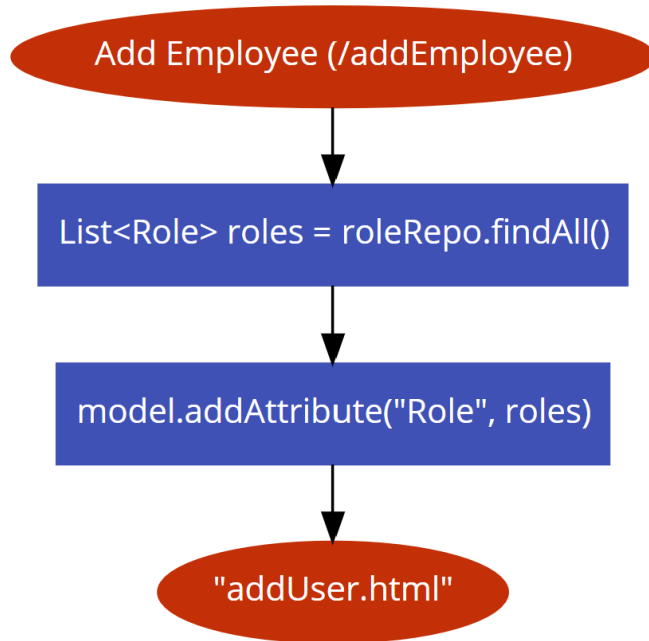 Add Employee (/addEmployee)
List<Role> roles = roleRepo.findAll()
model.addAttribute("Role", roles)
"addUser.html"